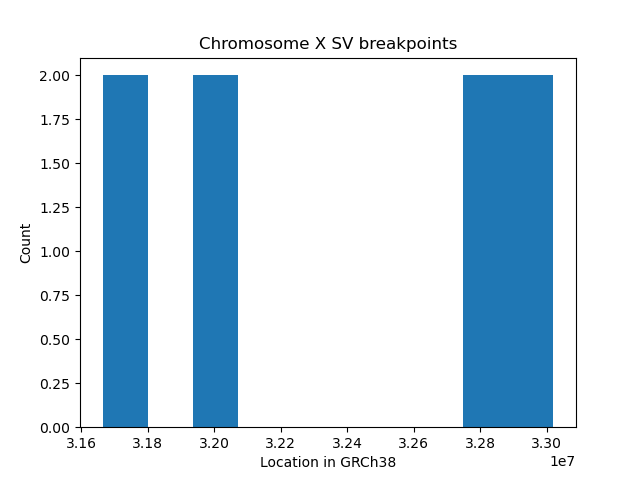 Chromosome X SV breakpoints
2.00
1.75
1.50
1.25
1.00
0.75
0.50
0.25
0.00
Count
3.16 3.18 3.20 3.22 3.24 3.26 3.28 3.30
1e7
Location in GRCh38